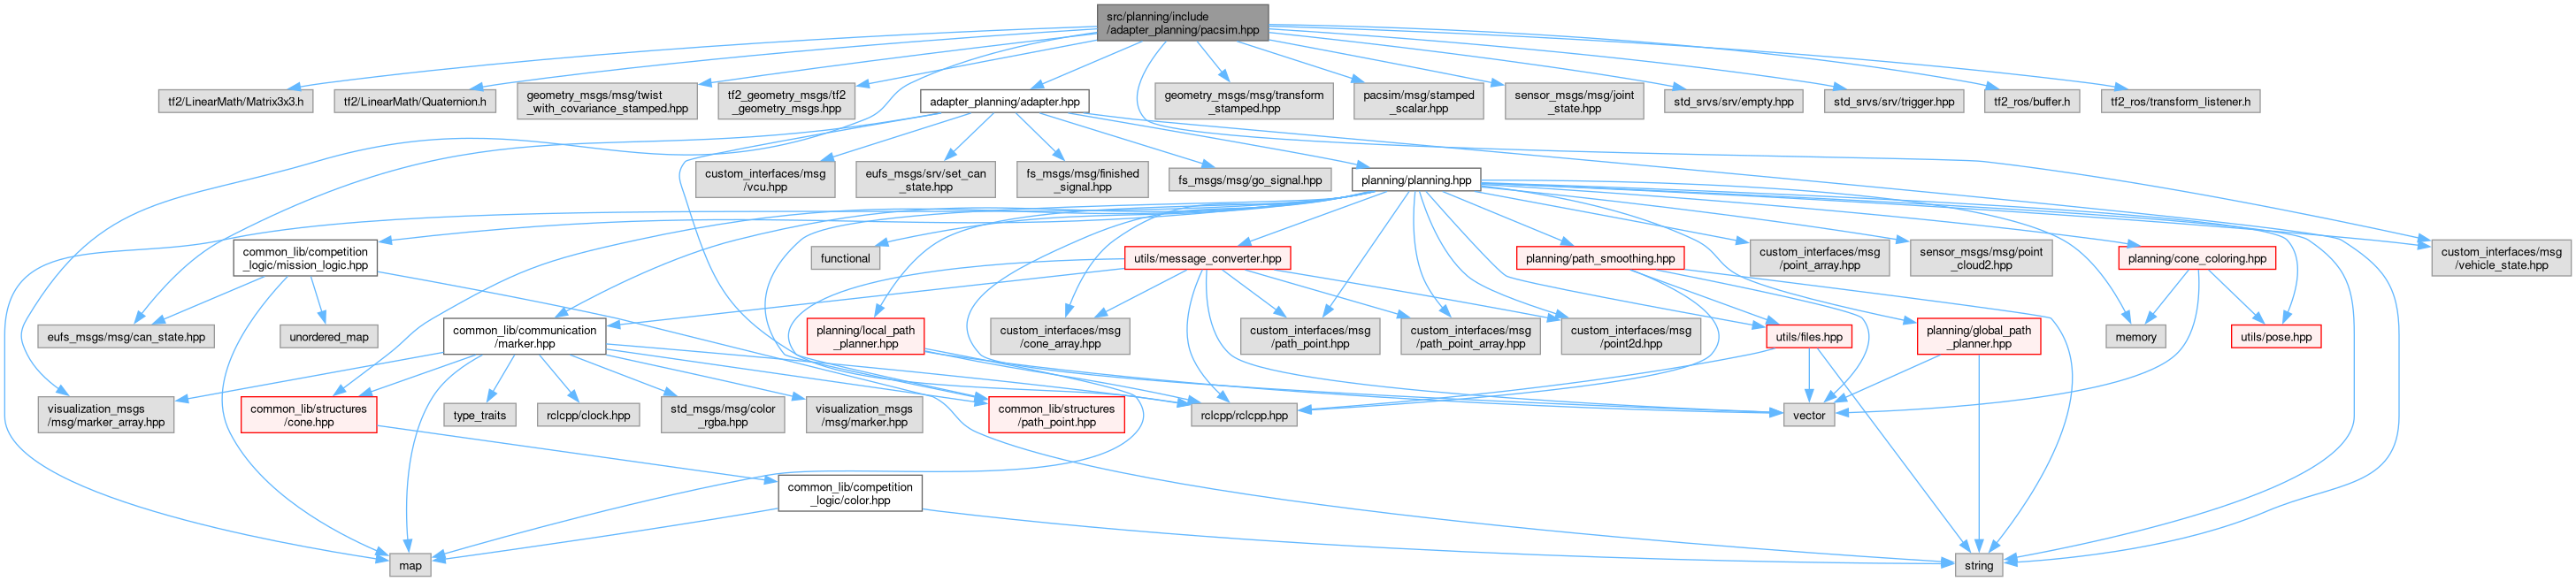 src/planning/include
/adapter_planning/pacsim.hpp
tf2/LinearMath/Matrix3x3.h
tf2/LinearMath/Quaternion.h
geometry_msgs/msg/twist
_with_covariance_stamped.hpp
tf2_geometry_msgs/tf2
_geometry_msgs.hpp
adapter_planning/adapter.hpp
geometry_msgs/msg/transform
_stamped.hpp
pacsim/msg/stamped
_scalar.hpp
sensor_msgs/msg/joint
_state.hpp
std_srvs/srv/empty.hpp
std_srvs/srv/trigger.hpp
tf2_ros/buffer.h
tf2_ros/transform_listener.h
custom_interfaces/msg
/vcu.hpp
eufs_msgs/srv/set_can
_state.hpp
fs_msgs/msg/finished
_signal.hpp
fs_msgs/msg/go_signal.hpp
planning/planning.hpp
common_lib/competition
_logic/mission_logic.hpp
functional
utils/message_converter.hpp
planning/path_smoothing.hpp
custom_interfaces/msg
/point_array.hpp
sensor_msgs/msg/point
_cloud2.hpp
planning/cone_coloring.hpp
custom_interfaces/msg
/vehicle_state.hpp
eufs_msgs/msg/can_state.hpp
unordered_map
common_lib/communication
/marker.hpp
planning/local_path
_planner.hpp
custom_interfaces/msg
/cone_array.hpp
custom_interfaces/msg
/path_point.hpp
custom_interfaces/msg
/path_point_array.hpp
custom_interfaces/msg
/point2d.hpp
utils/files.hpp
planning/global_path
_planner.hpp
memory
utils/pose.hpp
visualization_msgs
/msg/marker_array.hpp
common_lib/structures
/cone.hpp
type_traits
rclcpp/clock.hpp
std_msgs/msg/color
_rgba.hpp
visualization_msgs
/msg/marker.hpp
common_lib/structures
/path_point.hpp
rclcpp/rclcpp.hpp
vector
common_lib/competition
_logic/color.hpp
map
string